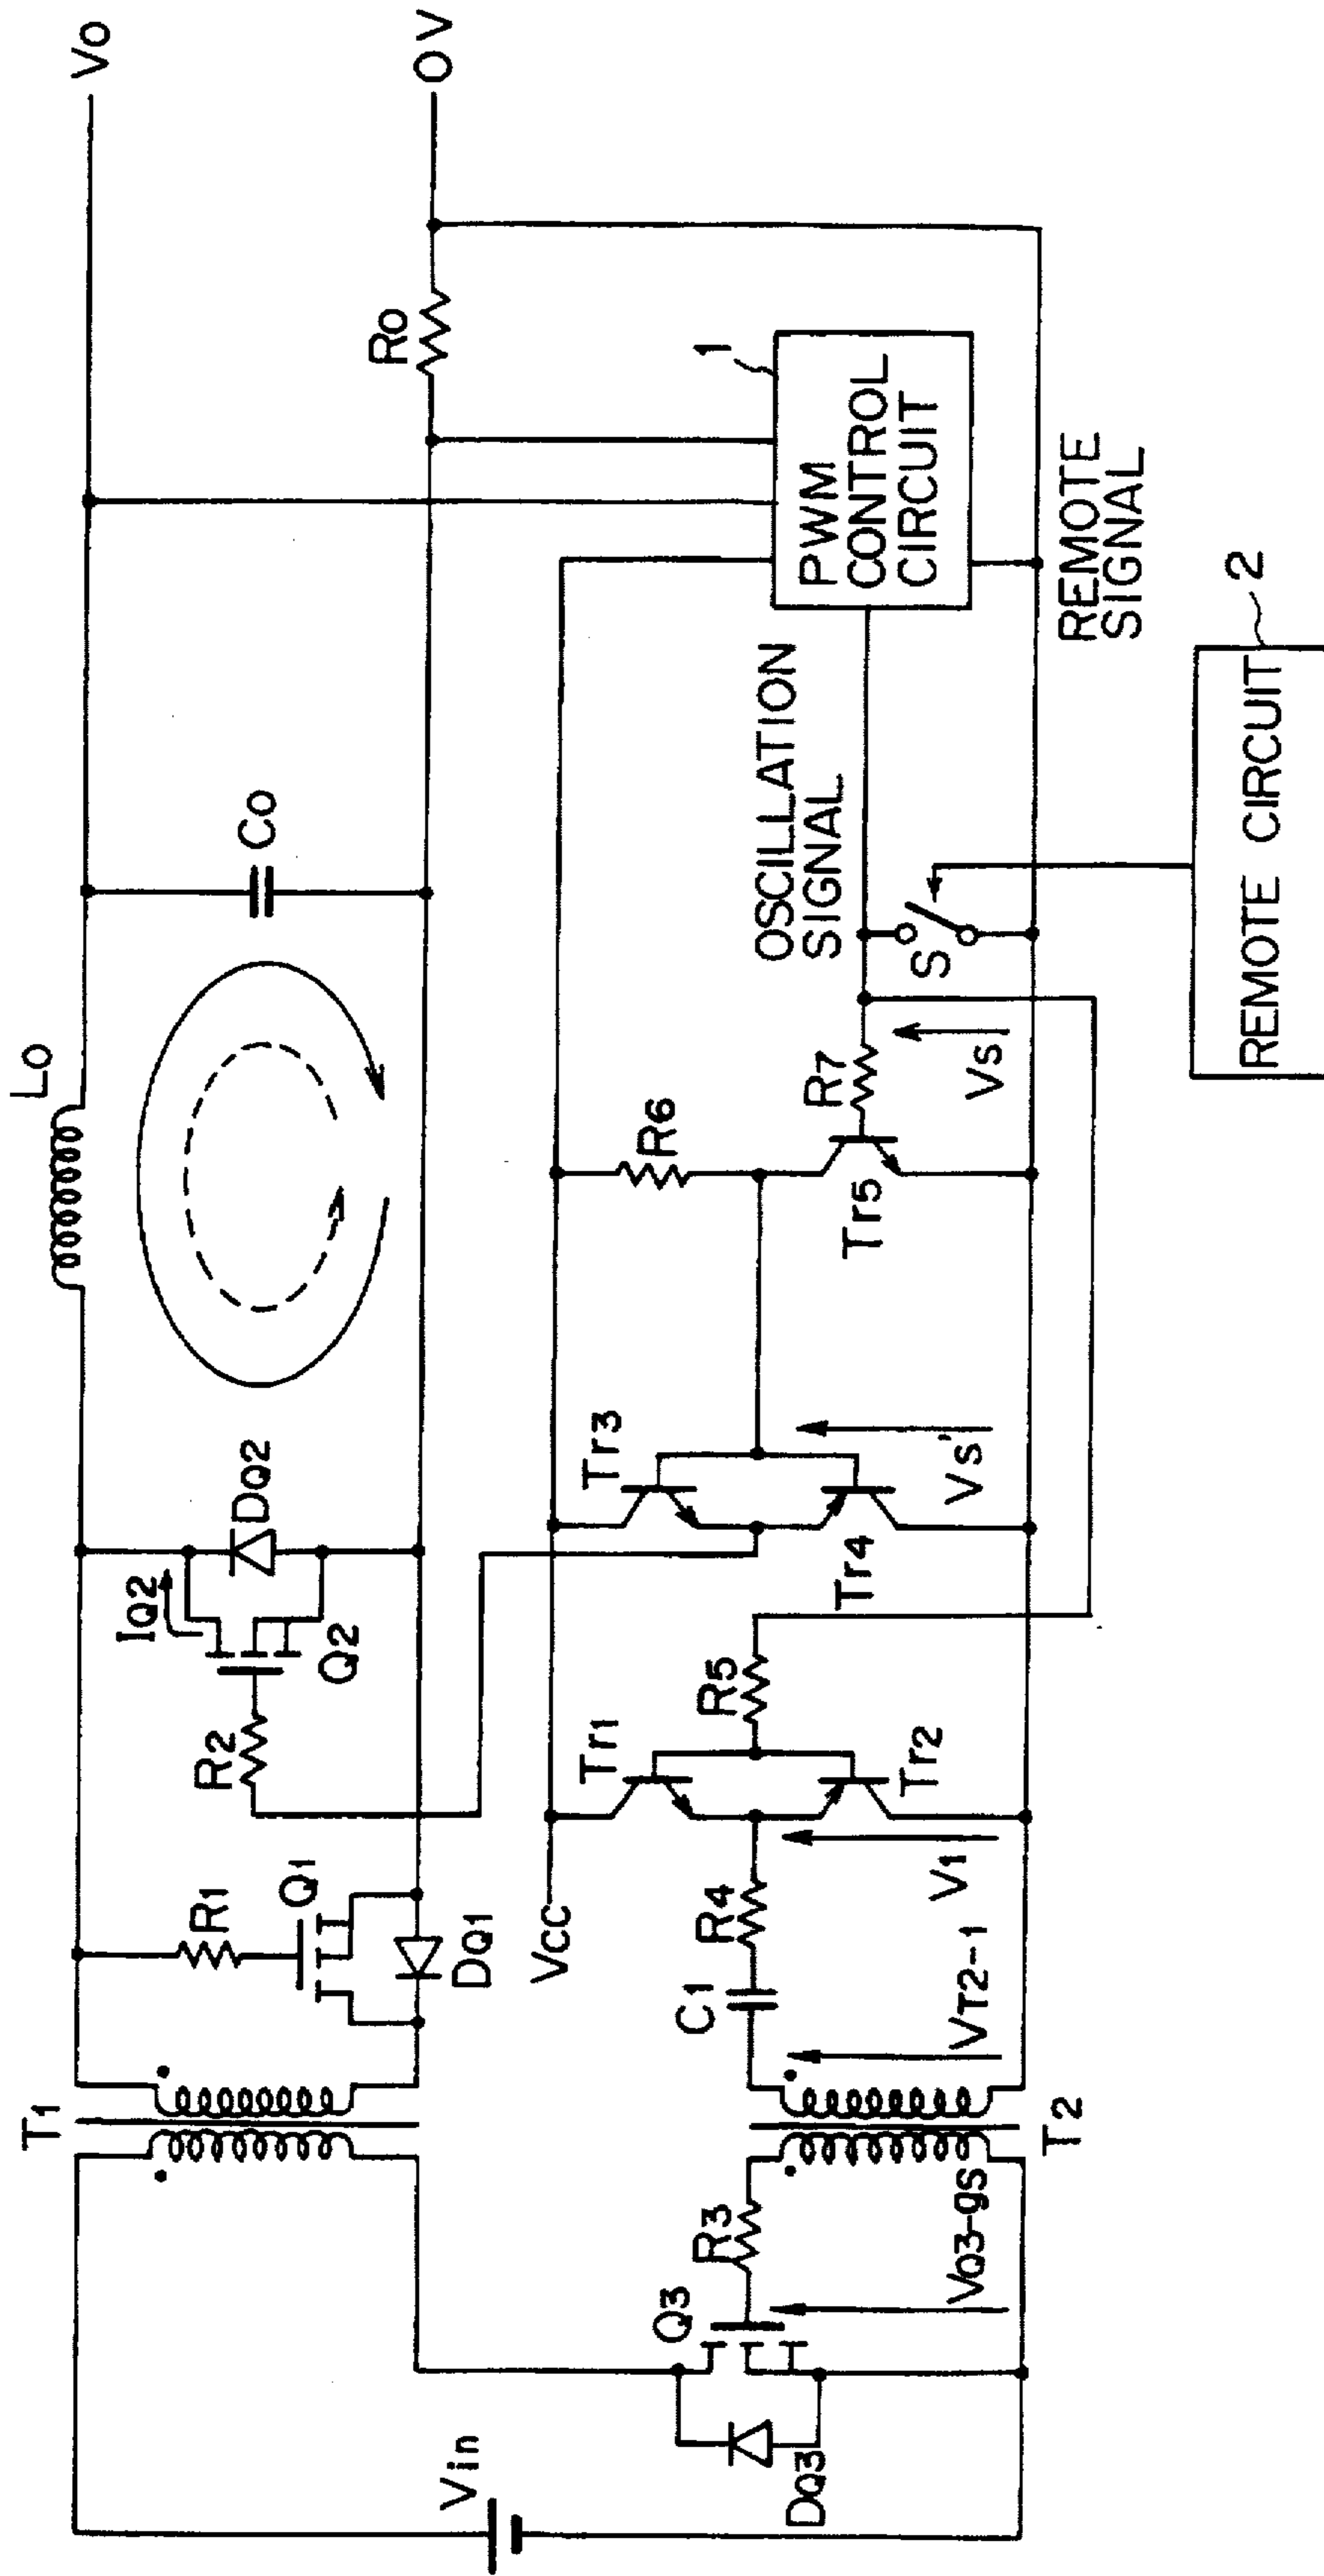 Vo
0 V
Lo
Co
Ro
T1
R1
Q1
DQ1
R2
Q2
IQ2
DQ2
1
PWM
CONTROL
CIRCUIT
Vcc
Tr1
Tr2
Tr3
Tr4
Tr5
R6
R7
R5
R4
C1
R3
Q3
DQ3
Vin
T2
VQ3-gs
VT2-1
V1
Vs'
Vs
S
OSCILLATION
SIGNAL
REMOTE
SIGNAL
REMOTE CIRCUIT
2